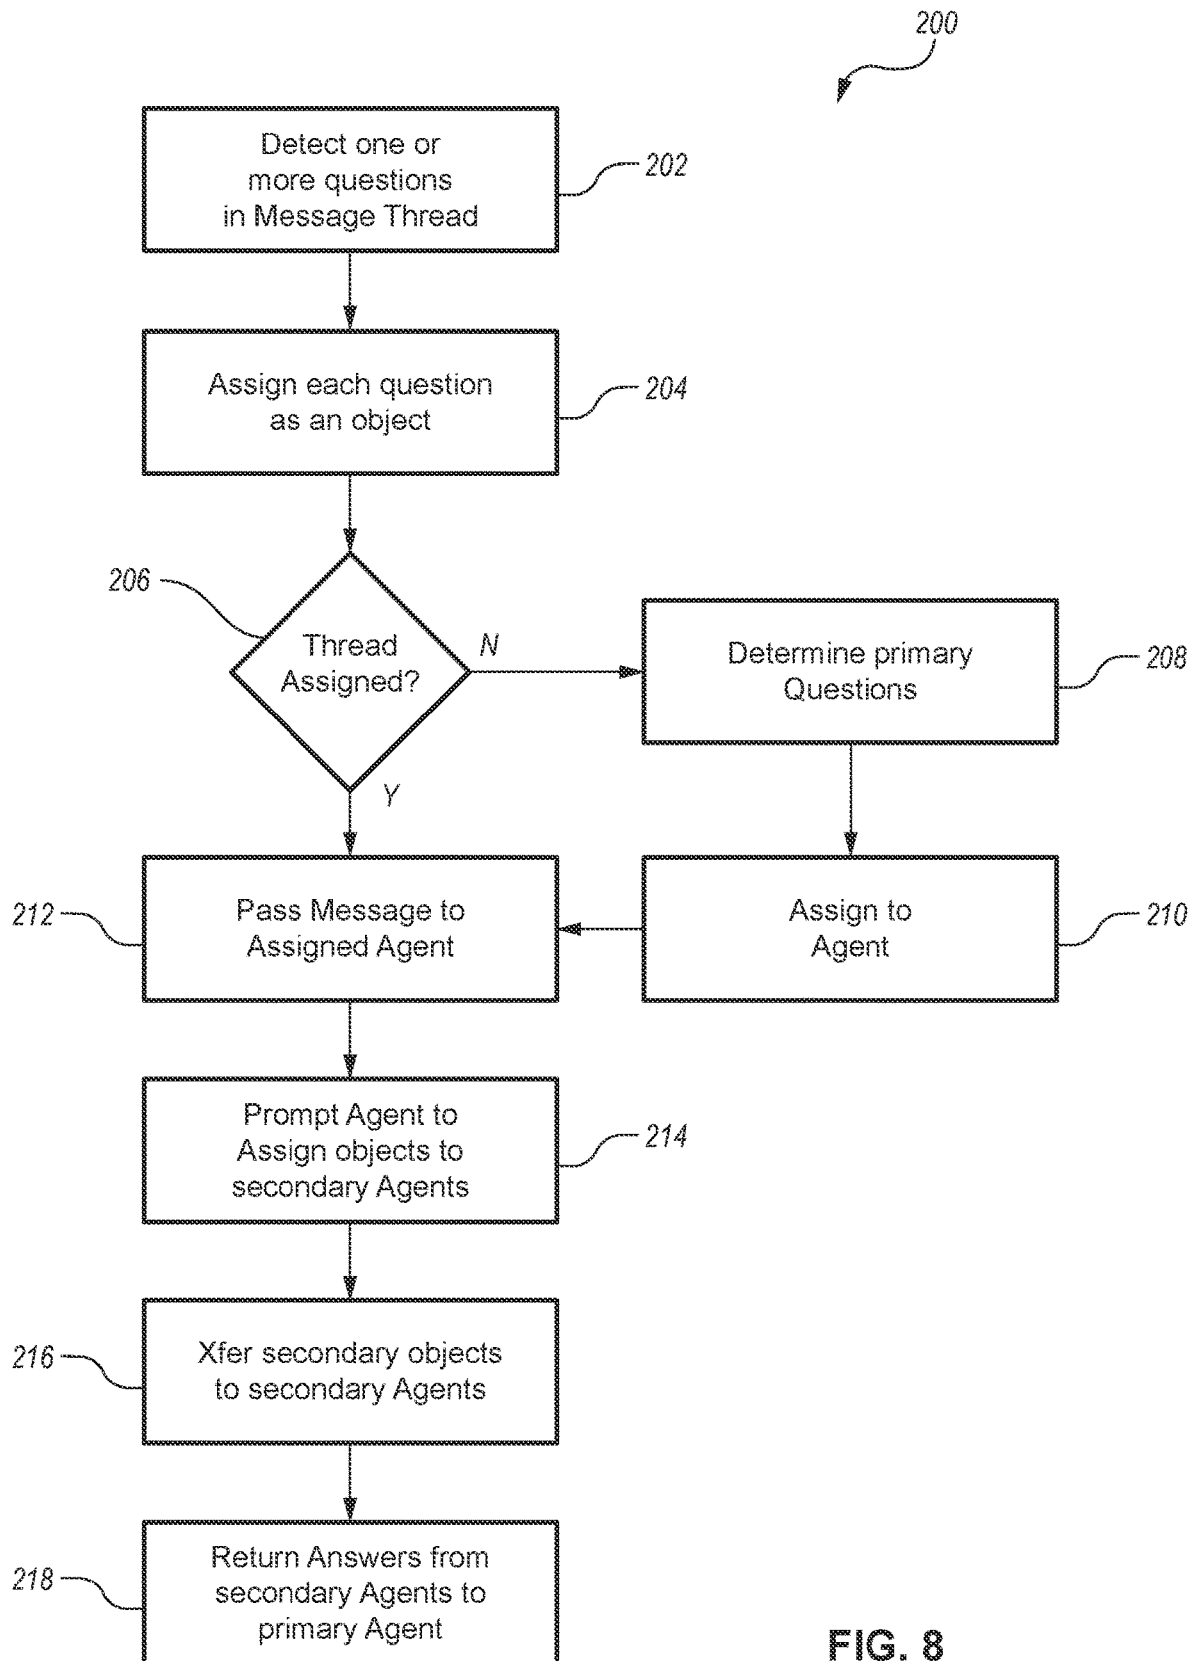 200
Detect one or
more questions
in Message Thread
202
Assign each question
as an object
204
206
Thread
Assigned?
N
Y
Determine primary
Questions
208
212
Pass Message to
Assigned Agent
Assign to
Agent
210
Prompt Agent to
Assign objects to
secondary Agents
214
216
Xfer secondary objects
to secondary Agents
218
Return Answers from
secondary Agents to
primary Agent
FIG. 8